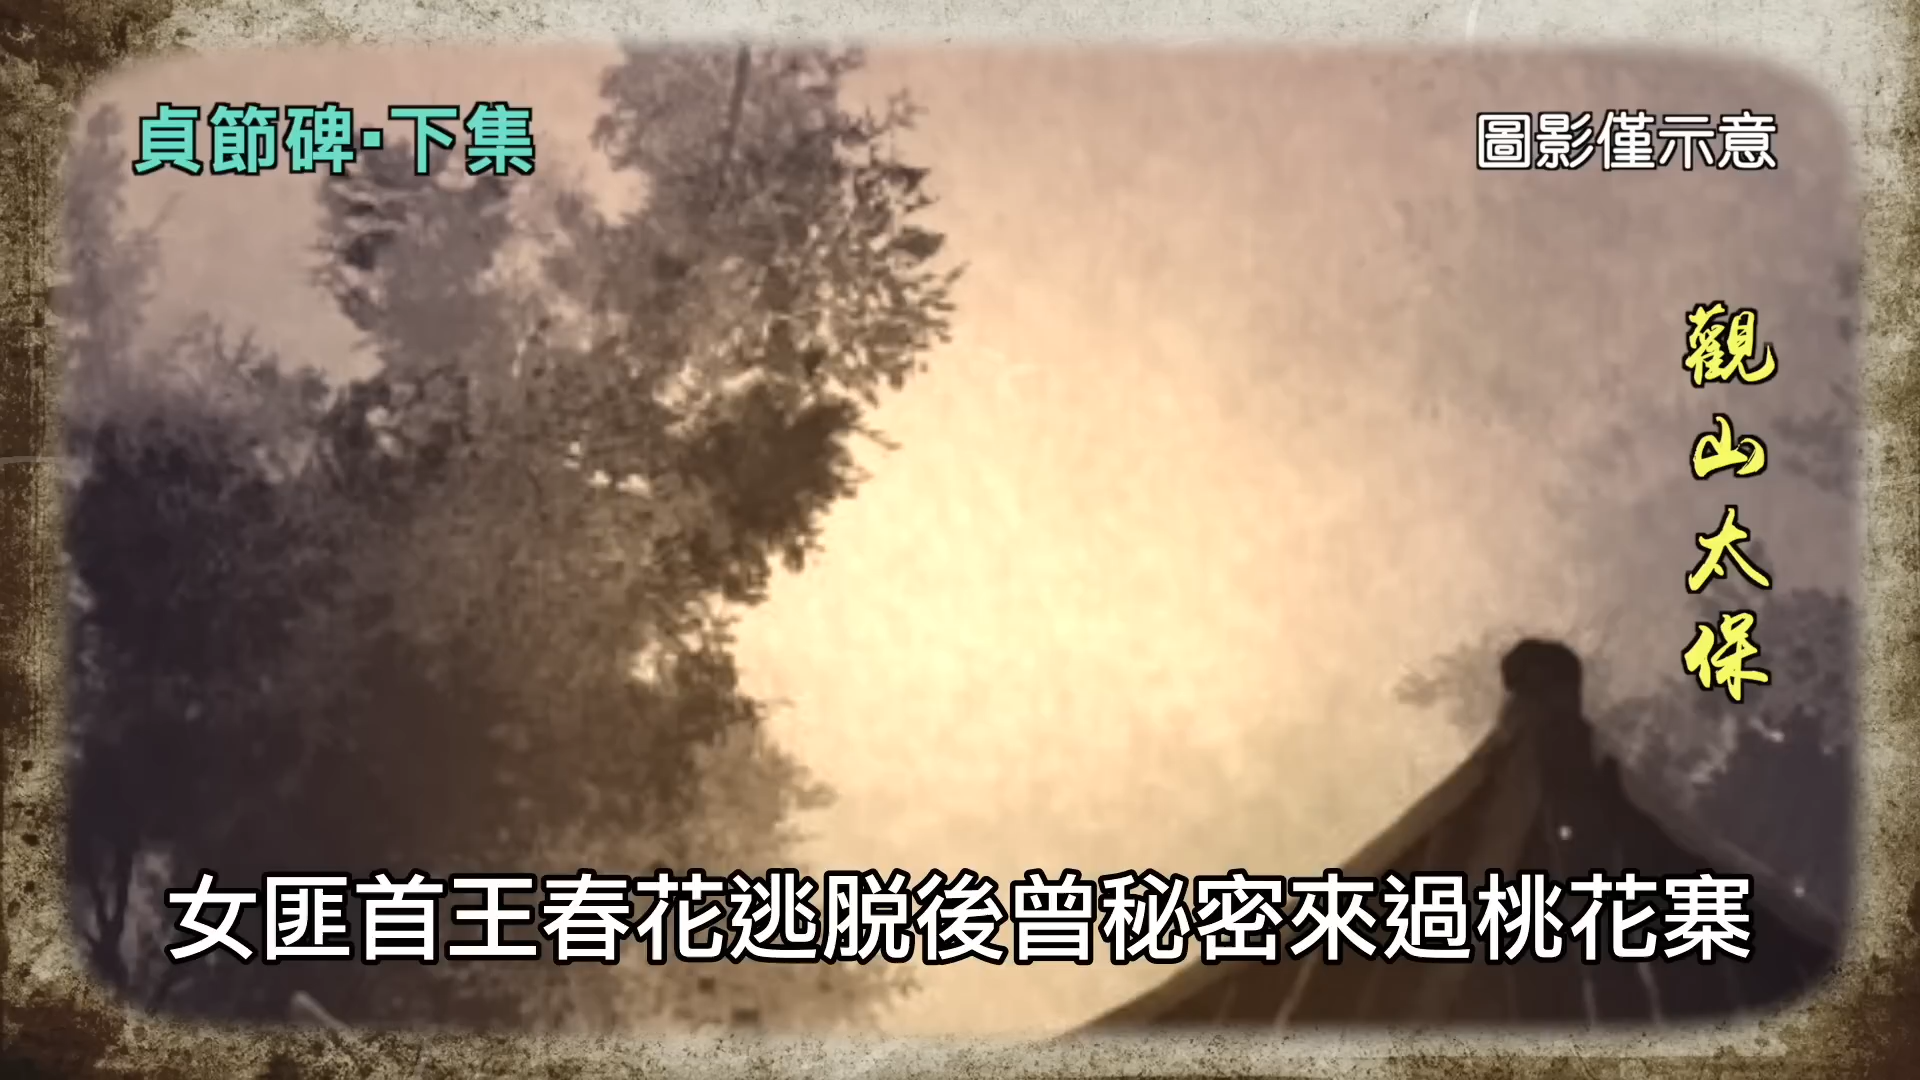 貞節碑·下集
圖影僅示意
觀山太保
女匪首王春花逃脫後曾秘密來過桃花寨